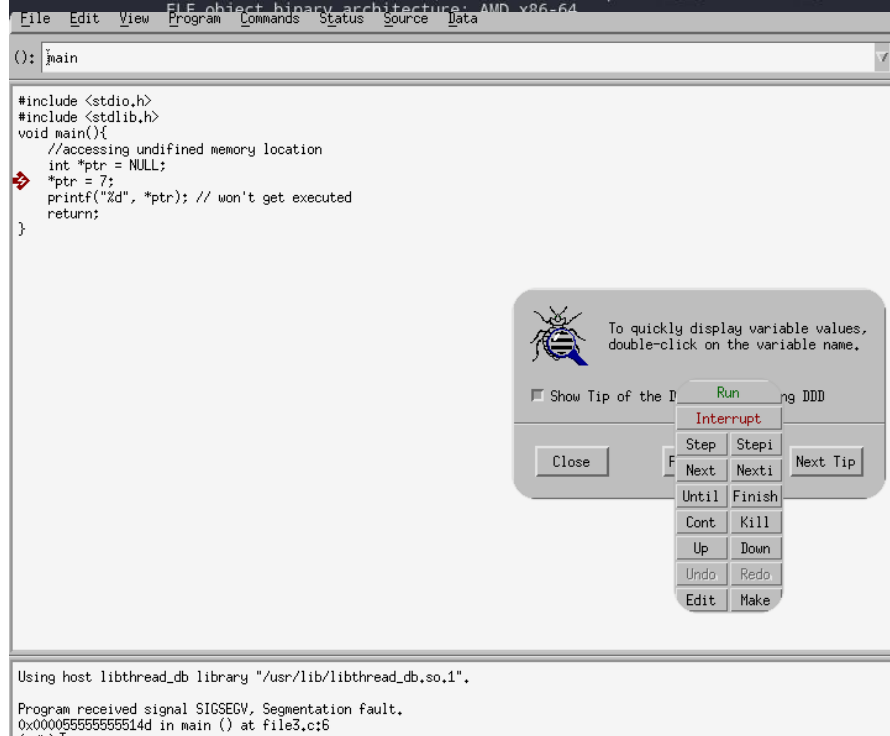 ELF object binary architecture: AMD x86-64
File Edit View Program Commands Status Source Data
(): main
#include <stdio.h>
#include <stdlib.h>
void main(){
//accessing undifined memory location
int *ptr = NULL;
*ptr = 7;
printf("%d", *ptr); // won't get executed
return;
}
To quickly display variable values,
double-click on the variable name.
Show Tip of the D ng DDD
Run
Interrupt
Step Stepi
Close Next Nexti Next Tip
Until Finish
Cont Kill
Up Down
Undo Redo
Edit Make
Using host libthread_db library "/usr/lib/libthread_db.so.1".
Program received signal SIGSEGV, Segmentation fault.
0x000055555555514d in main () at file3.c:6